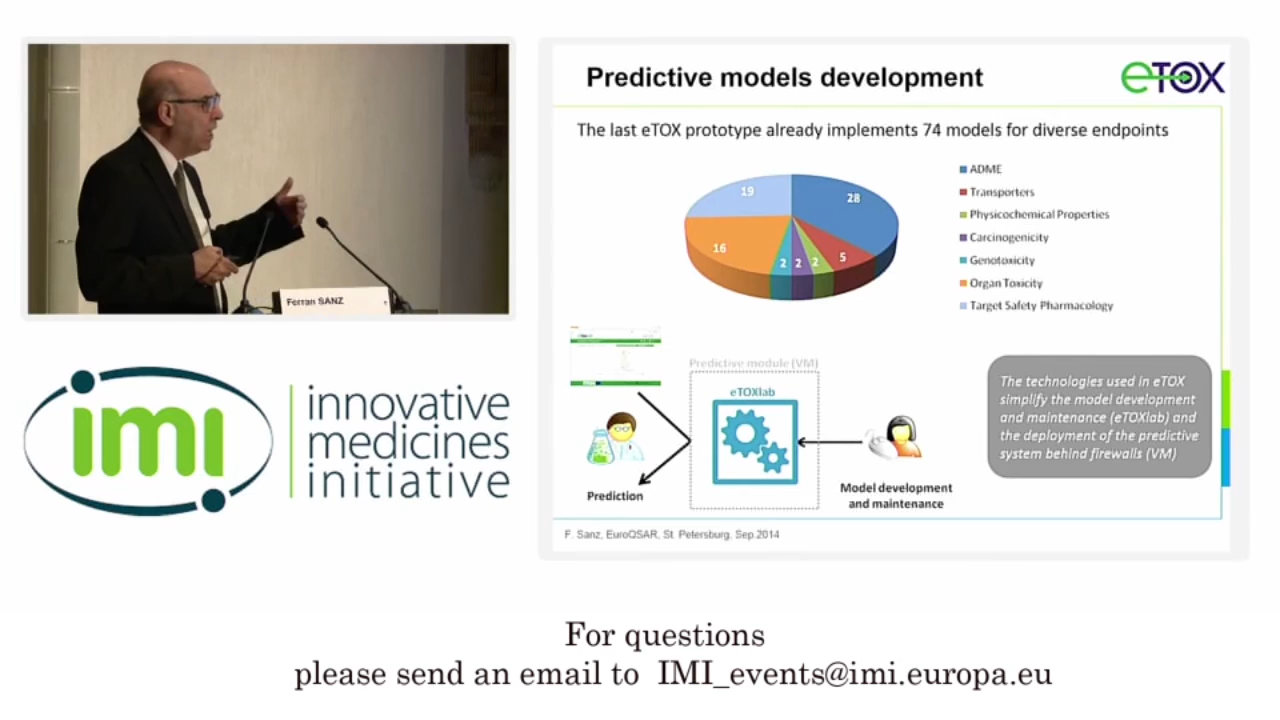 Ferran SANZ
imi
innovative
medicines
initiative
Predictive models development
eTOX
The last eTOX prototype already implements 74 models for diverse endpoints
19
28
16
2
2
2
5
ADME
Transporters
Physicochemical Properties
Carcinogenicity
Genotoxicity
Organ Toxicity
Target Safety Pharmacology
Predictive module (VM)
eTOXlab
Prediction
Model development
and maintenance
The technologies used in eTOX
simplify the model development
and maintenance (eTOXlab) and
the deployment of the predictive
system behind firewalls (VM)
F. Sanz, EuroQSAR, St. Petersburg, Sep.2014
For questions
please send an email to IMI_events@imi.europa.eu